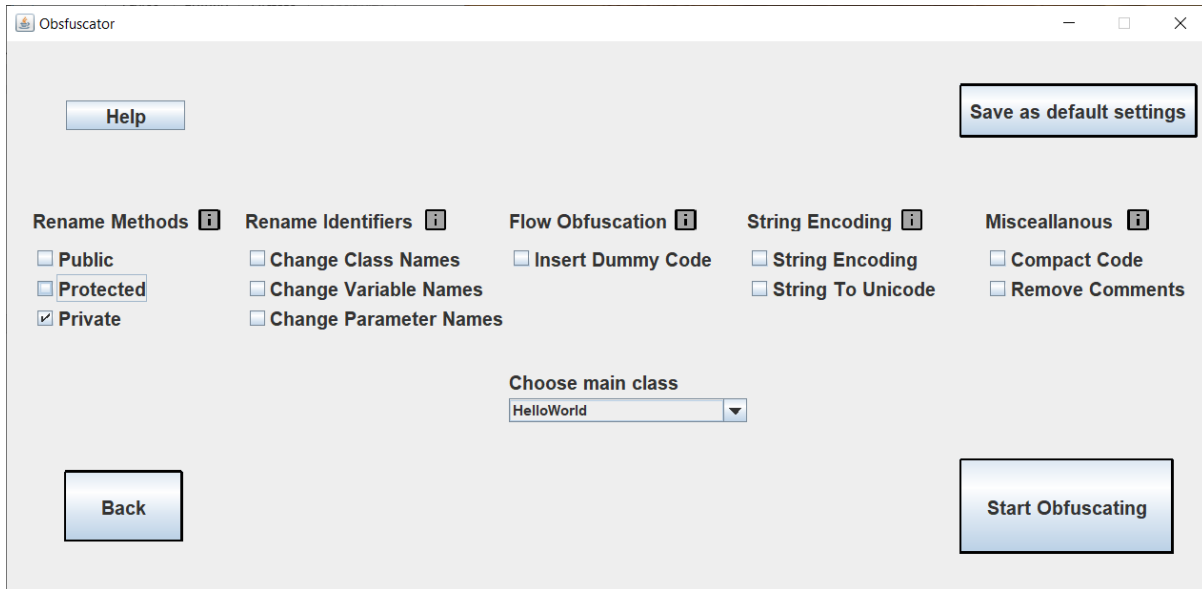 Obsfuscator
Help
Save as default settings
Rename Methods i
Public
Protected
Private
Rename Identifiers i
Change Class Names
Change Variable Names
Change Parameter Names
Flow Obfuscation i
Insert Dummy Code
String Encoding i
String Encoding
String To Unicode
Misceallanous i
Compact Code
Remove Comments
Choose main class
HelloWorld
Back
Start Obfuscating